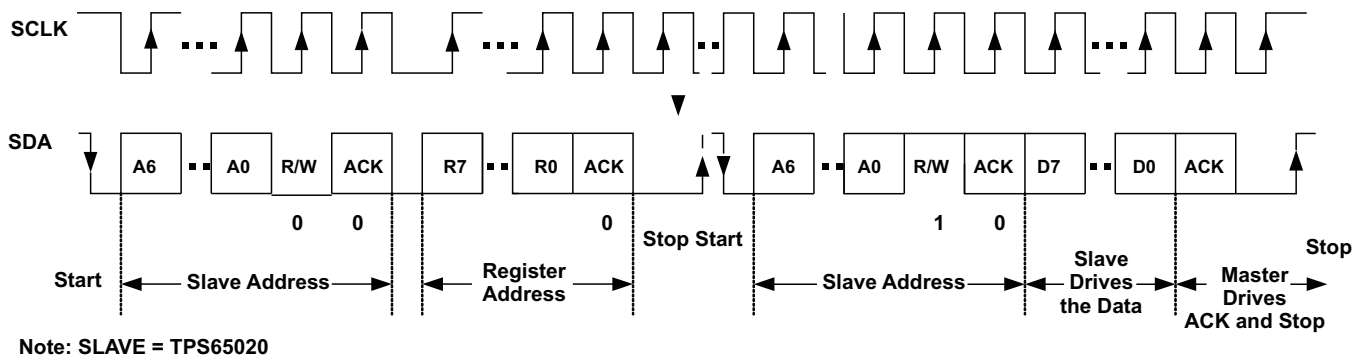 SCLK
SDA
A6 A0 R/W ACK R7 R0 ACK A6 A0 R/W ACK D7 D0 ACK
0 0 0 1 0
Stop Start
Start
Slave Address
Register
Address
Slave Address
Slave
Drives
the Data
Master
Drives
ACK and Stop
Stop
Note: SLAVE = TPS65020